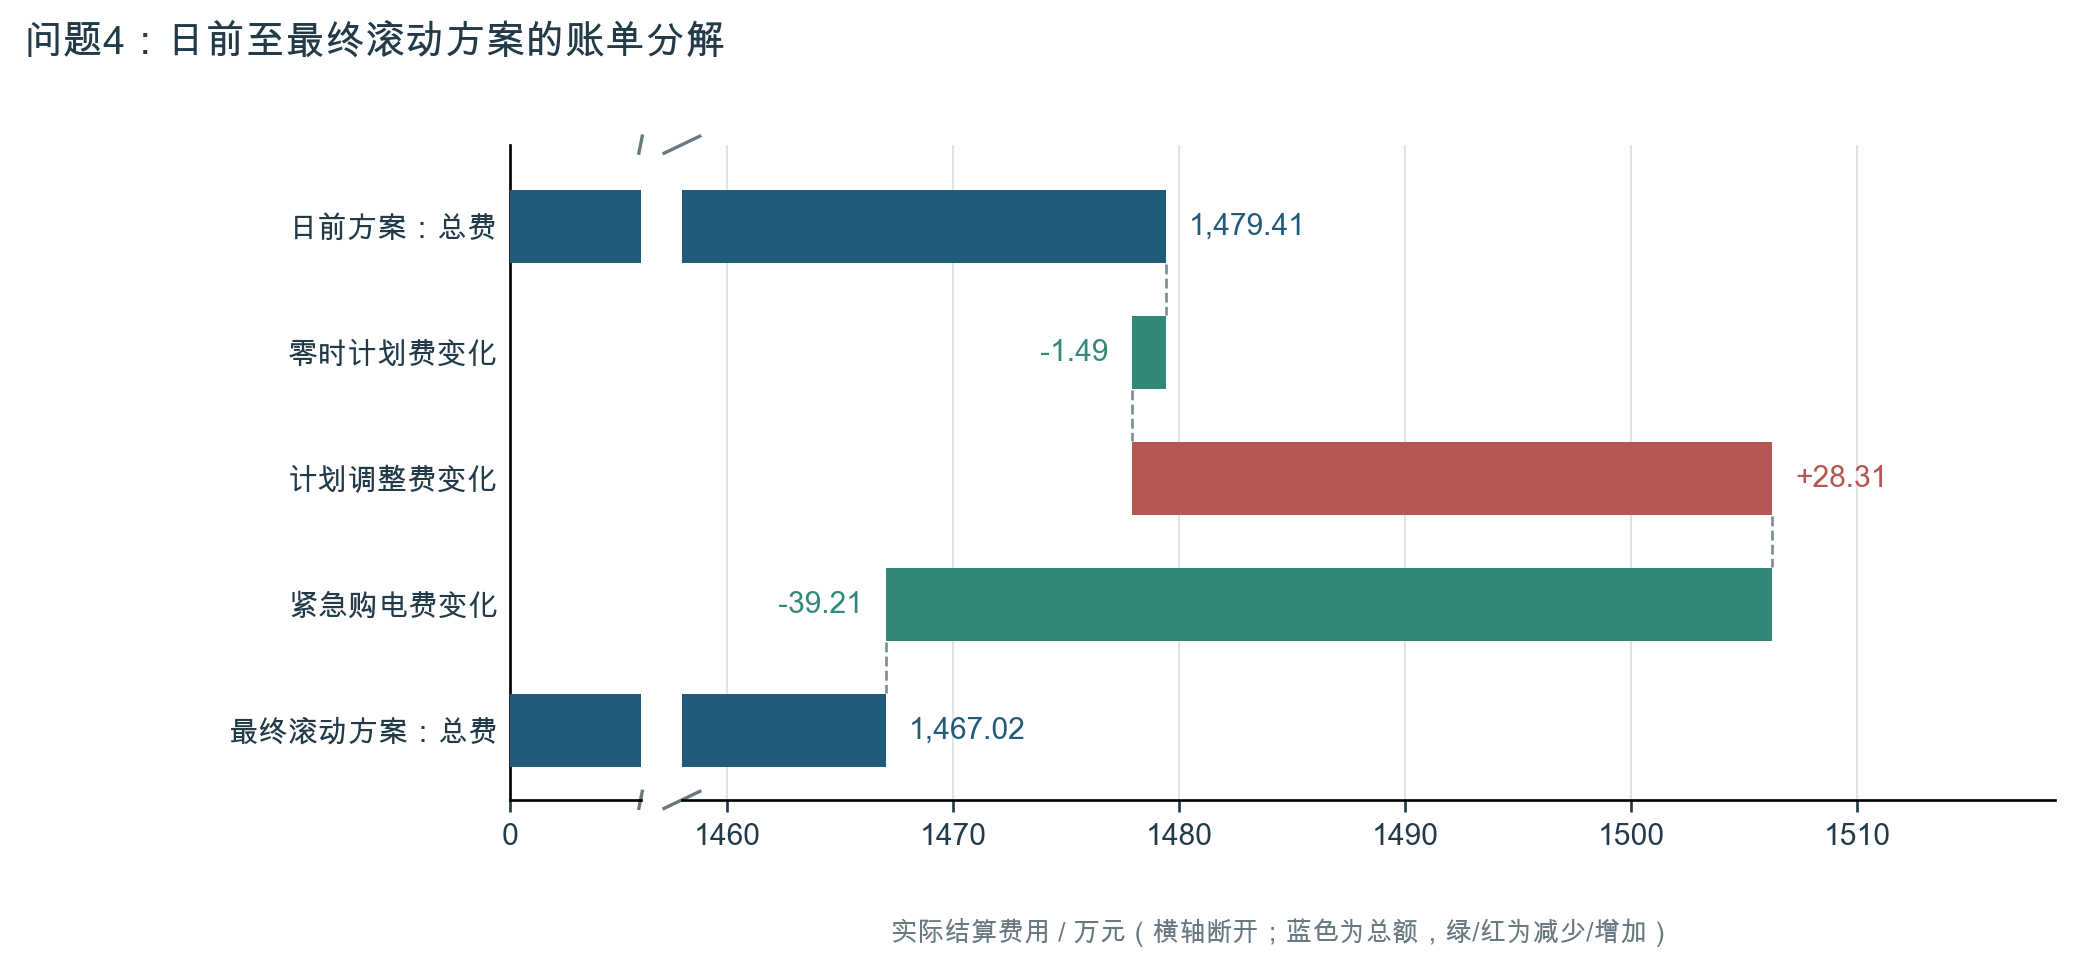 问题4：日前至最终滚动方案的账单分解
日前方案：总费
1,479.41
零时计划费变化
-1.49
计划调整费变化
+28.31
紧急购电费变化
-39.21
最终滚动方案：总费
1,467.02
0 1460 1470 1480 1490 1500 1510
实际结算费用 / 万元（横轴断开；蓝色为总额，绿/红为减少/增加）